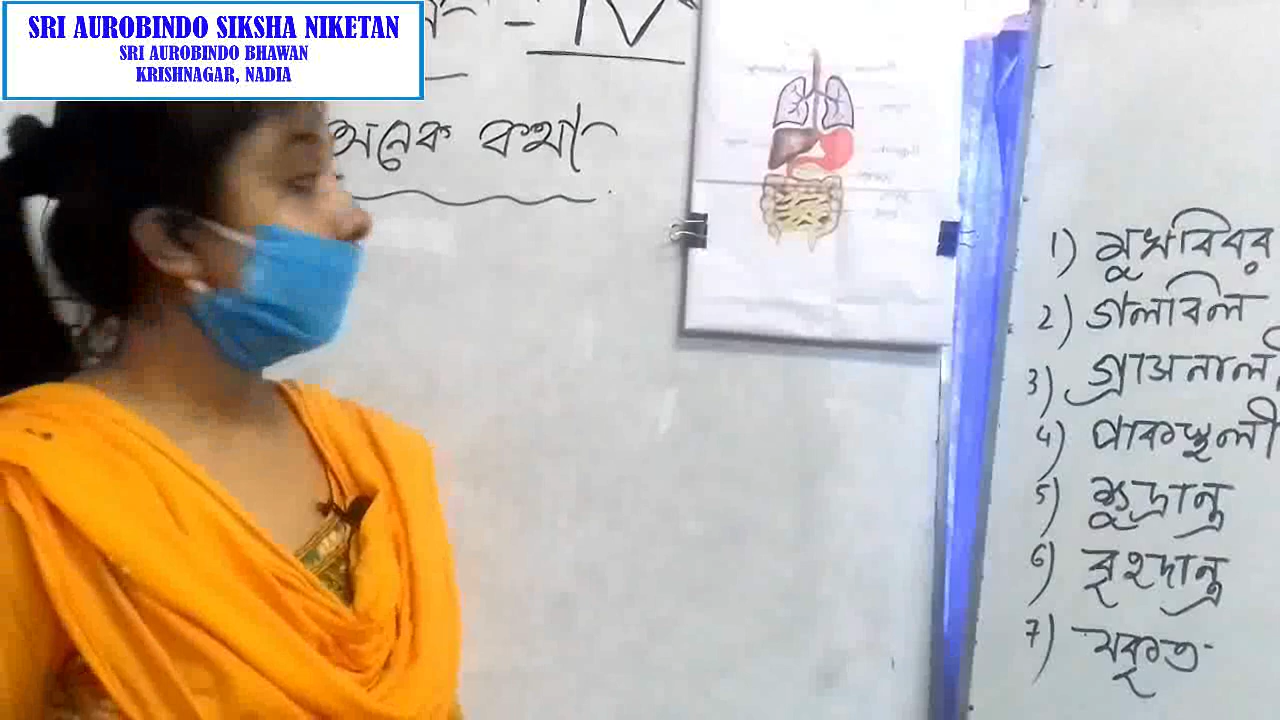 SRI AUROBINDO SIKSHA NIKETAN
SRI AUROBINDO BHAWAN
KRISHNAGAR, NADIA
- IV
অনেক কথা
1) মুখবিবর
2) গলবিল
3) গ্রাসনালী
4) পাকস্থলী
5) ক্ষুদ্রান্ত্র
6) বৃহদান্ত্র
7) যকৃত